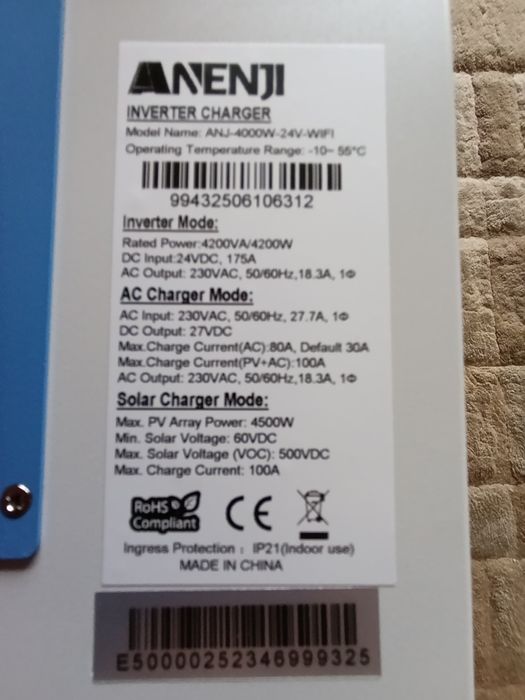 ANENJI
INVERTER CHARGER
Model Name: ANJ-4000W-24V-WIFI
Operating Temperature Range: -10~ 55°C
99432506106312
Inverter Mode:
Rated Power:4200VA/4200W
DC Input:24VDC, 175A
AC Output: 230VAC, 50/60Hz,18.3A, 1Φ
AC Charger Mode:
AC Input: 230VAC, 50/60Hz, 27.7A, 1Φ
DC Output: 27VDC
Max.Charge Current(AC):80A, Default 30A
Max.Charge Current(PV+AC):100A
AC Output: 230VAC, 50/60Hz,18.3A, 1Φ
Solar Charger Mode:
Max. PV Array Power: 4500W
Min. Solar Voltage: 60VDC
Max. Solar Voltage (VOC): 500VDC
Max. Charge Current: 100A
RoHS
Compliant
CE
Ingress Protection : IP21(Indoor use)
MADE IN CHINA
E50000252346999325